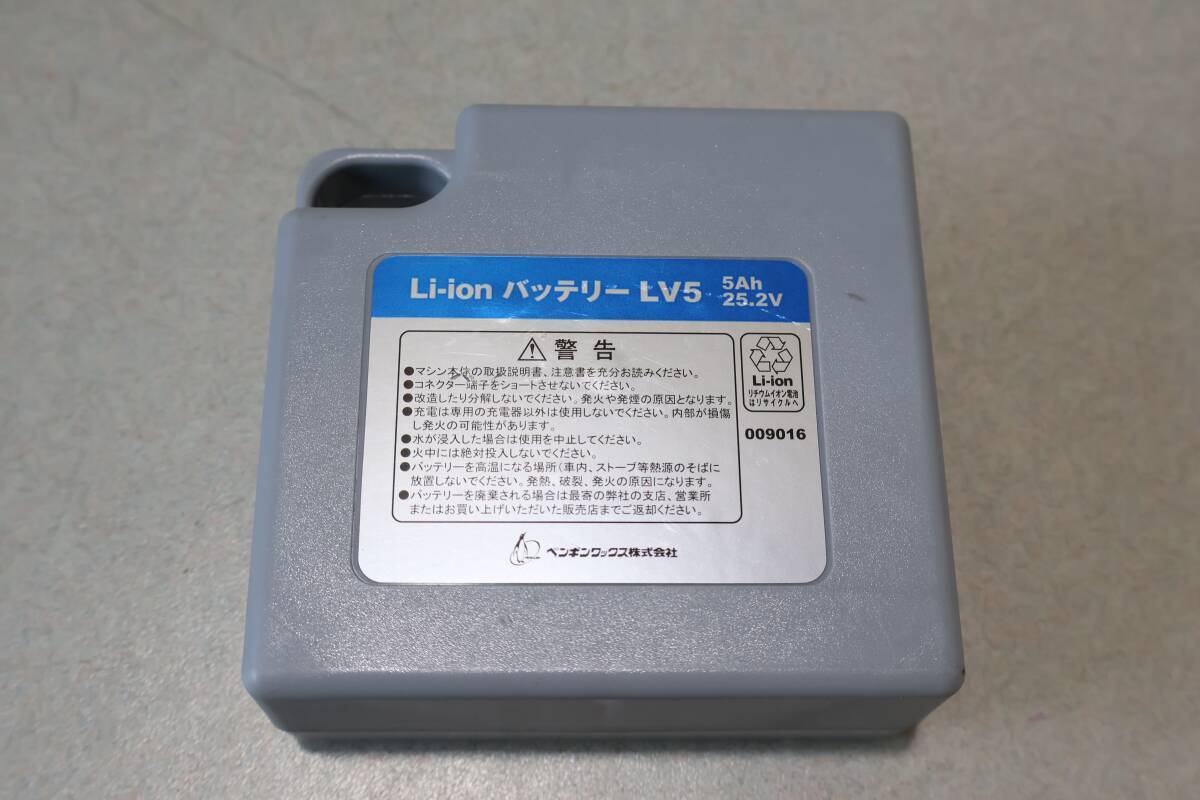 Li-ion バッテリー LV5 5Ah
25.2V
警告
●マシン本体の取扱説明書、注意書を充分お読みください。
●コネクター端子をショートさせないでください。
●改造したり分解しないでください。発火や発煙の原因となります。
●充電は専用の充電器以外は使用しないでください。内部が損傷
し発火の可能性があります。
●水が浸入した場合は使用を中止してください。
●火中には絶対投入しないでください。
●バッテリーを高温になる場所（車内、ストーブ等熱源のそばに
放置しないでください。発熱、破裂、発火の原因になります。
●バッテリーを廃棄される場合は最寄の弊社の支店、営業所
またはお買い上げいただいた販売店までご返却ください。
Li-ion
リチウムイオン電池
はリサイクルへ
009016
ペンギンワックス株式会社